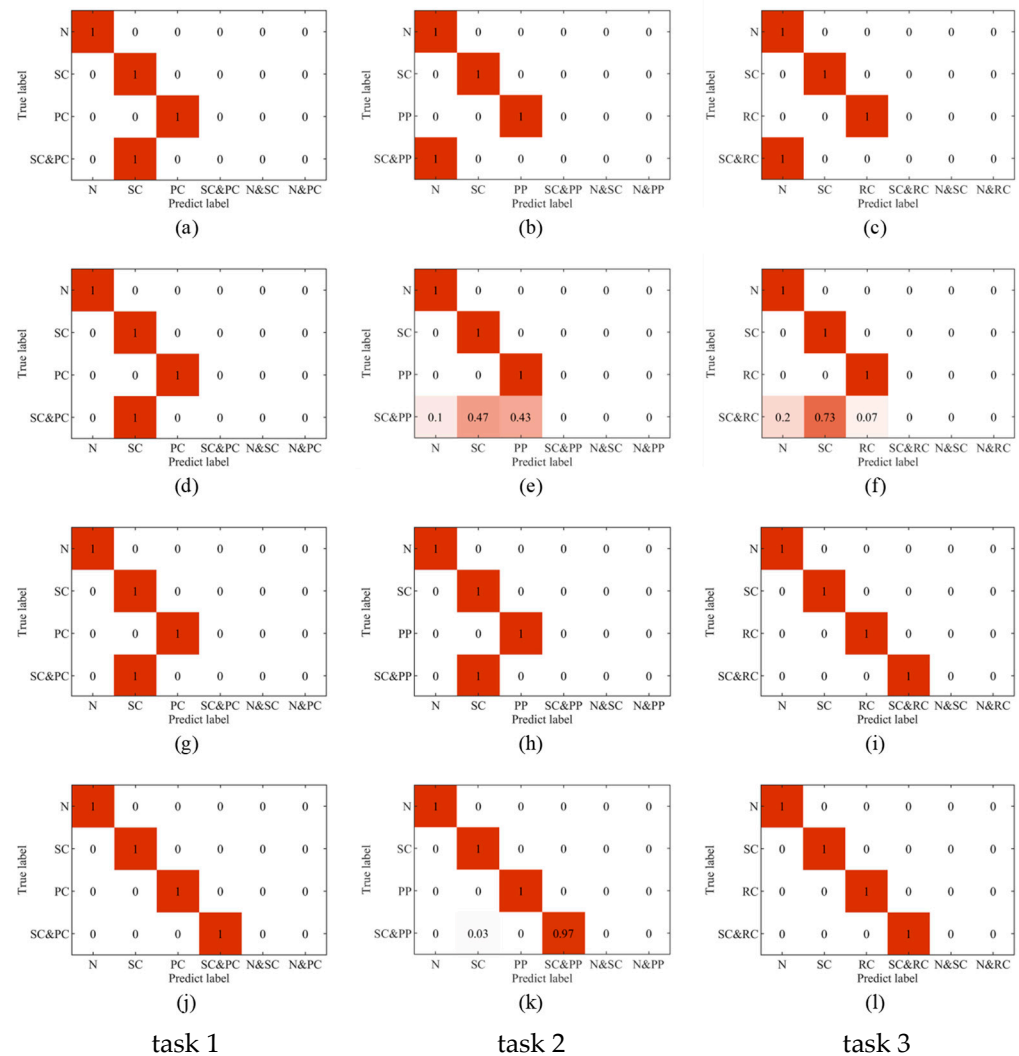 N 1 0 0 0 0 0
SC 0 1 0 0 0 0
PC 0 0 1 0 0 0
SC&PC 0 1 0 0 0 0
N SC PC SC&PC N&SC N&PC
Predict label
True label
(a)
N 1 0 0 0 0 0
SC 0 1 0 0 0 0
PP 0 0 1 0 0 0
SC&PP 1 0 0 0 0 0
N SC PP SC&PP N&SC N&PP
Predict label
True label
(b)
N 1 0 0 0 0 0
SC 0 1 0 0 0 0
RC 0 0 1 0 0 0
SC&RC 1 0 0 0 0 0
N SC RC SC&RC N&SC N&RC
Predict label
True label
(c)
N 1 0 0 0 0 0
SC 0 1 0 0 0 0
PC 0 0 1 0 0 0
SC&PC 0 1 0 0 0 0
N SC PC SC&PC N&SC N&PC
Predict label
True label
(d)
N 1 0 0 0 0 0
SC 0 1 0 0 0 0
PP 0 0 1 0 0 0
SC&PP 0.1 0.47 0.43 0 0 0
N SC PP SC&PP N&SC N&PP
Predict label
True label
(e)
N 1 0 0 0 0 0
SC 0 1 0 0 0 0
RC 0 0 1 0 0 0
SC&RC 0.2 0.73 0.07 0 0 0
N SC RC SC&RC N&SC N&RC
Predict label
True label
(f)
N 1 0 0 0 0 0
SC 0 1 0 0 0 0
PC 0 0 1 0 0 0
SC&PC 0 1 0 0 0 0
N SC PC SC&PC N&SC N&PC
Predict label
True label
(g)
N 1 0 0 0 0 0
SC 0 1 0 0 0 0
PP 0 0 1 0 0 0
SC&PP 0 1 0 0 0 0
N SC PP SC&PP N&SC N&PP
Predict label
True label
(h)
N 1 0 0 0 0 0
SC 0 1 0 0 0 0
RC 0 0 1 0 0 0
SC&RC 0 0 0 1 0 0
N SC RC SC&RC N&SC N&RC
Predict label
True label
(i)
N 1 0 0 0 0 0
SC 0 1 0 0 0 0
PC 0 0 1 0 0 0
SC&PC 0 0 0 1 0 0
N SC PC SC&PC N&SC N&PC
Predict label
True label
(j)
N 1 0 0 0 0 0
SC 0 1 0 0 0 0
PP 0 0 1 0 0 0
SC&PP 0 0.03 0 0.97 0 0
N SC PP SC&PP N&SC N&PP
Predict label
True label
(k)
N 1 0 0 0 0 0
SC 0 1 0 0 0 0
RC 0 0 1 0 0 0
SC&RC 0 0 0 1 0 0
N SC RC SC&RC N&SC N&RC
Predict label
True label
(l)
task 1
task 2
task 3